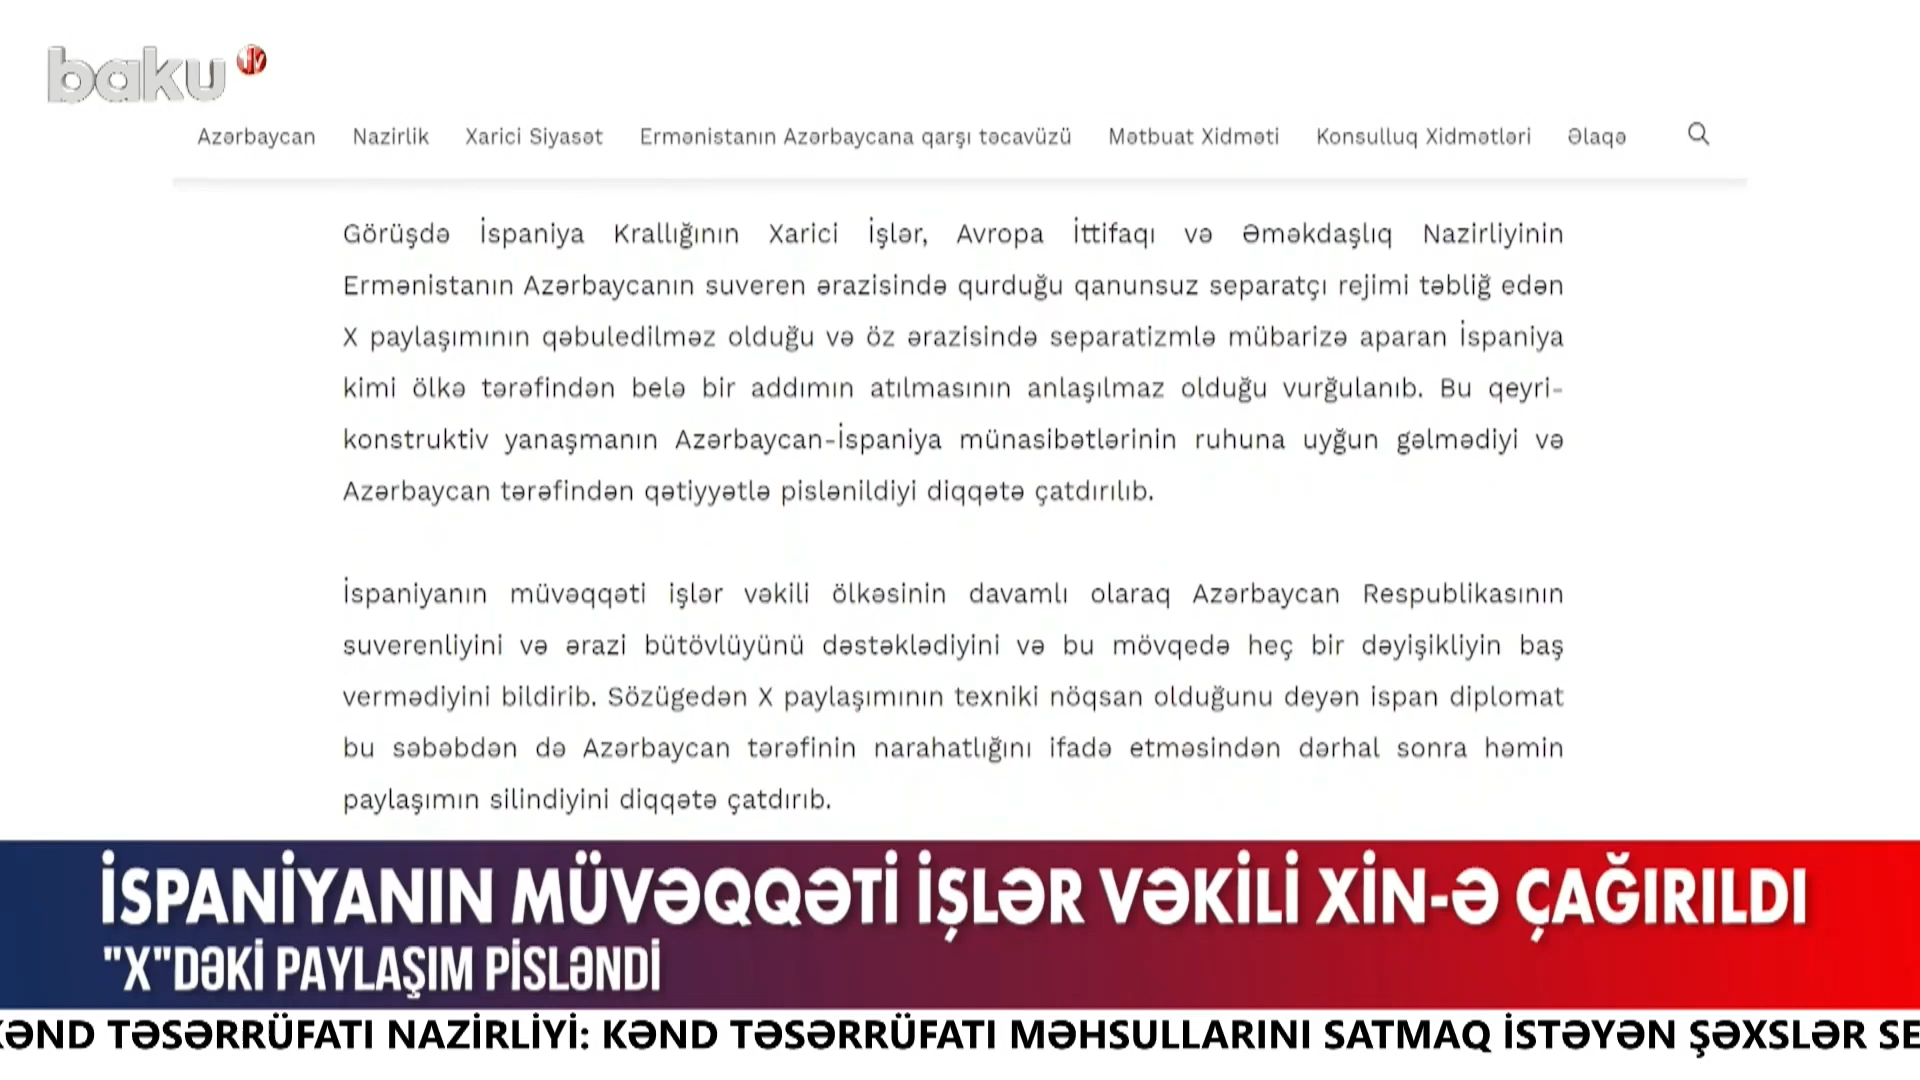 baku tv
Azərbaycan Nazirlik Xarici Siyasət Ermənistanın Azərbaycana qarşı təcavüzü Mətbuat Xidməti Konsulluq Xidmətləri Əlaqə
Görüşdə İspaniya Krallığının Xarici İşlər, Avropa İttifaqı və Əməkdaşlıq Nazirliyinin
Ermənistanın Azərbaycanın suveren ərazisində qurduğu qanunsuz separatçı rejimi təbliğ edən
X paylaşımının qəbuledilməz olduğu və öz ərazisində separatizmlə mübarizə aparan İspaniya
kimi ölkə tərəfindən belə bir addımın atılmasının anlaşılmaz olduğu vurğulanıb. Bu qeyri-
konstruktiv yanaşmanın Azərbaycan-İspaniya münasibətlərinin ruhuna uyğun gəlmədiyi və
Azərbaycan tərəfindən qətiyyətlə pislənildiyi diqqətə çatdırılıb.
İspaniyanın müvəqqəti işlər vəkili ölkəsinin davamlı olaraq Azərbaycan Respublikasının
suverenliyini və ərazi bütövlüyünü dəstəklədiyini və bu mövqedə heç bir dəyişikliyin baş
vermədiyini bildirib. Sözügedən X paylaşımının texniki nöqsan olduğunu deyən ispan diplomat
bu səbəbdən də Azərbaycan tərəfinin narahatlığını ifadə etməsindən dərhal sonra həmin
paylaşımın silindiyini diqqətə çatdırıb.
İSPANİYANIN MÜVƏQQƏTİ İŞLƏR VƏKİLİ XİN-Ə ÇAĞIRILDI
"X"DƏKİ PAYLAŞIM PİSLƏNDİ
KƏND TƏSƏRRÜFATI NAZİRLİYİ: KƏND TƏSƏRRÜFATI MƏHSULLARINI SATMAQ İSTƏYƏN ŞƏXSLƏR SE